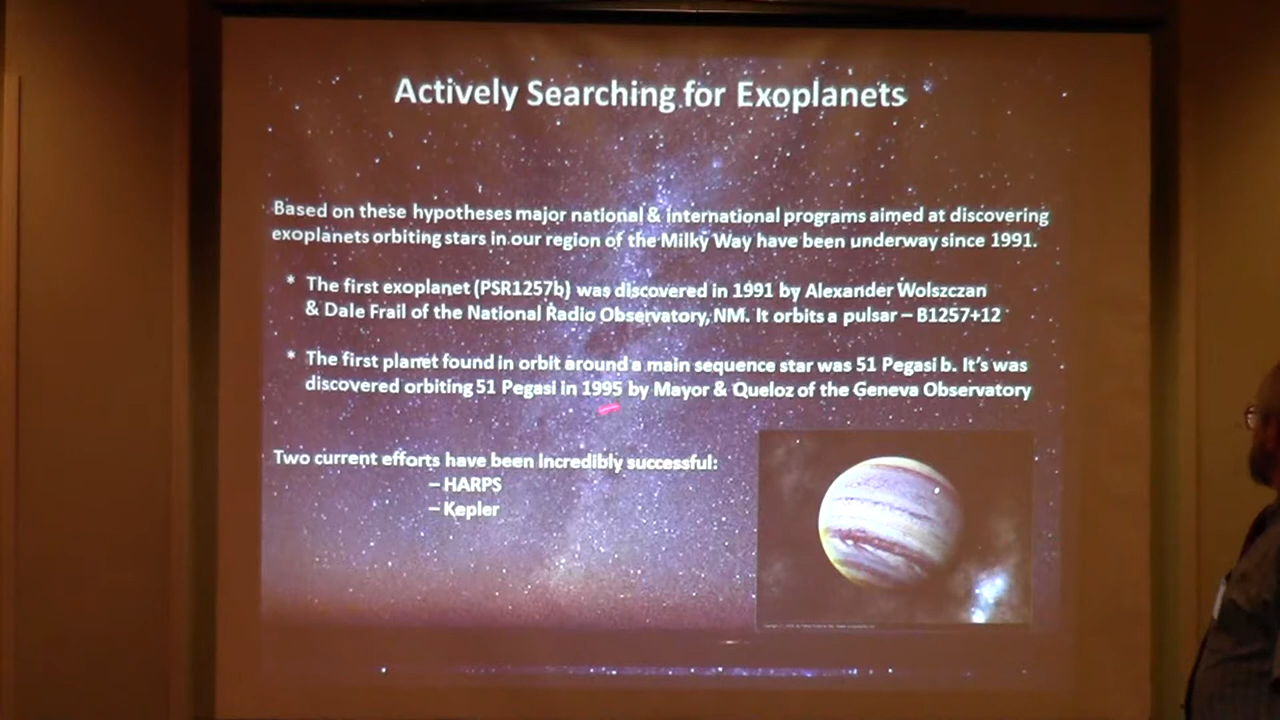 Actively Searching for Exoplanets
Based on these hypotheses major national & international programs aimed at discovering
exoplanets orbiting stars in our region of the Milky Way have been underway since 1991.
* The first exoplanet (PSR1257b) was discovered in 1991 by Alexander Wolszczan
& Dale Frail of the National Radio Observatory, NM. It orbits a pulsar – B1257+12
* The first planet found in orbit around a main sequence star was 51 Pegasi b. It's was
discovered orbiting 51 Pegasi in 1995 by Mayor & Queloz of the Geneva Observatory
Two current efforts have been incredibly successful:
– HARPS
– Kepler